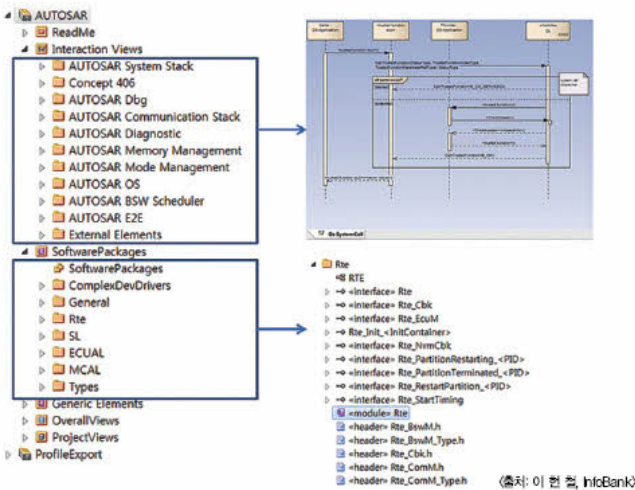 AUTOSAR
ReadMe
Interaction Views
AUTOSAR System Stack
Concept 406
AUTOSAR Dbg
AUTOSAR Communication Stack
AUTOSAR Diagnostic
AUTOSAR Memory Management
AUTOSAR Mode Management
AUTOSAR OS
AUTOSAR BSW Scheduler
AUTOSAR E2E
External Elements
SoftwarePackages
SoftwarePackages
ComplexDevDrivers
General
Rte
SL
ECUAL
MCAL
Types
Generic Elements
OverallViews
ProjectViews
ProfileExport
Os SystemCall
Rte
RTE
«interface» Rte
«interface» Rte_Cbk
«interface» Rte_EcuM
Rte_Init_<InitContainer>
«interface» Rte_NvmCbk
«interface» Rte_PartitionRestarting_<PID>
«interface» Rte_PartitionTerminated_<PID>
«interface» Rte_RestartPartition_<PID>
«interface» Rte_StartTiming
«module» Rte
«header» Rte_BswM.h
«header» Rte_BswM_Type.h
«header» Rte_Cbk.h
«header» Rte_ComM.h
«header» Rte_ComM_Type.h
(출처: 이 현 철, InfoBank)